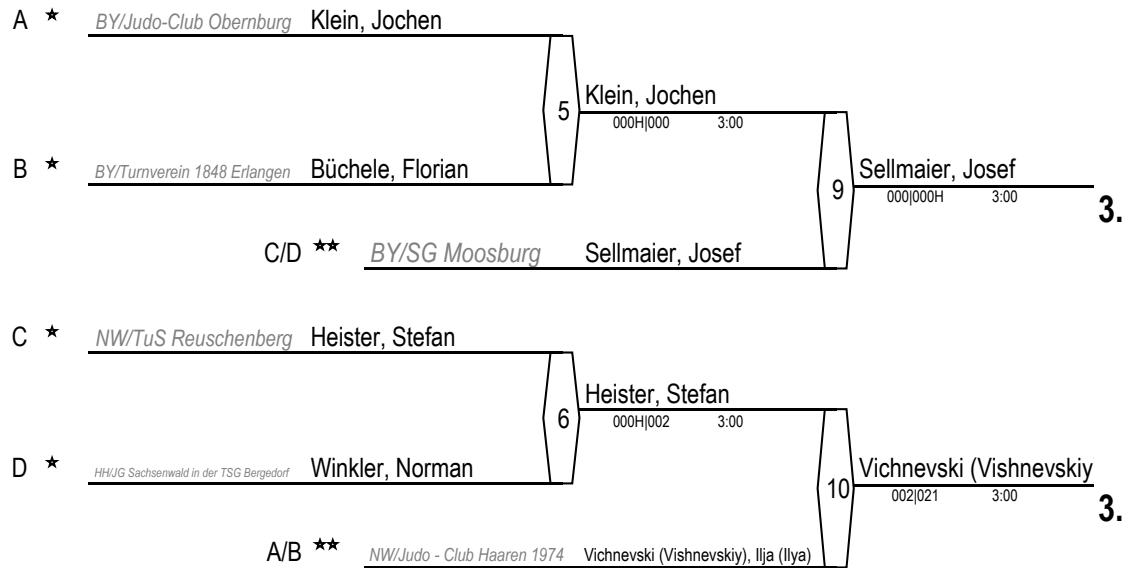 A ★ BY/Judo-Club Obernburg Klein, Jochen
5 Klein, Jochen
000H|000 3:00
B ★ BY/Turnverein 1848 Erlangen Büchele, Florian
9 Sellmaier, Josef
000|000H 3:00
3.
C/D ★★ BY/SG Moosburg Sellmaier, Josef
C ★ NW/TuS Reuschenberg Heister, Stefan
6 Heister, Stefan
000H|002 3:00
D ★ HH/JG Sachsenwald in der TSG Bergedorf Winkler, Norman
10 Vichnevski (Vishnevskiy
002|021 3:00
3.
A/B ★★ NW/Judo - Club Haaren 1974 Vichnevski (Vishnevskiy), Ilja (Ilya)